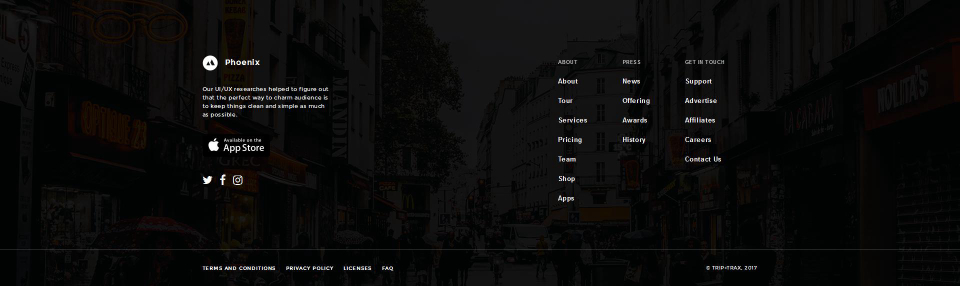 Phoenix
Our UI/UX researches helped to figure out
that the perfect way to charm audience is
to keep things clean and simple as much
as possible.
Available on the
App Store
ABOUT
About
Tour
Services
Pricing
Team
Shop
Apps
PRESS
News
Offering
Awards
History
GET IN TOUCH
Support
Advertise
Affiliates
Careers
Contact Us
PIZZA
TERMS AND CONDITIONS PRIVACY POLICY LICENSES FAQ
© TRIP-TRAX, 2017